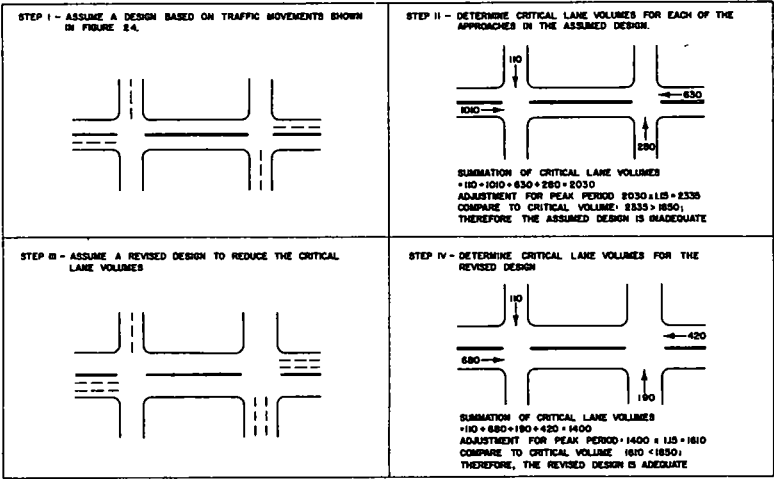 STEP I - ASSUME A DESIGN BASED ON TRAFFIC MOVEMENTS SHOWN
IN FIGURE 24.
STEP II - DETERMINE CRITICAL LANE VOLUMES FOR EACH OF THE
APPROACHES IN THE ASSUMED DESIGN.
110
630
1010
280
SUMMATION OF CRITICAL LANE VOLUMES
=110+1010+630+280=2030
ADJUSTMENT FOR PEAK PERIOD 2030x1.15=2335
COMPARE TO CRITICAL VOLUME: 2335>1650;
THEREFORE THE ASSUMED DESIGN IS INADEQUATE
STEP III - ASSUME A REVISED DESIGN TO REDUCE THE CRITICAL
LANE VOLUMES
STEP IV - DETERMINE CRITICAL LANE VOLUMES FOR THE
REVISED DESIGN
110
420
680
190
SUMMATION OF CRITICAL LANE VOLUMES
=110+680+190+420=1400
ADJUSTMENT FOR PEAK PERIOD=1400 x 1.15=1610
COMPARE TO CRITICAL VOLUME 1610<1650;
THEREFORE, THE REVISED DESIGN IS ADEQUATE